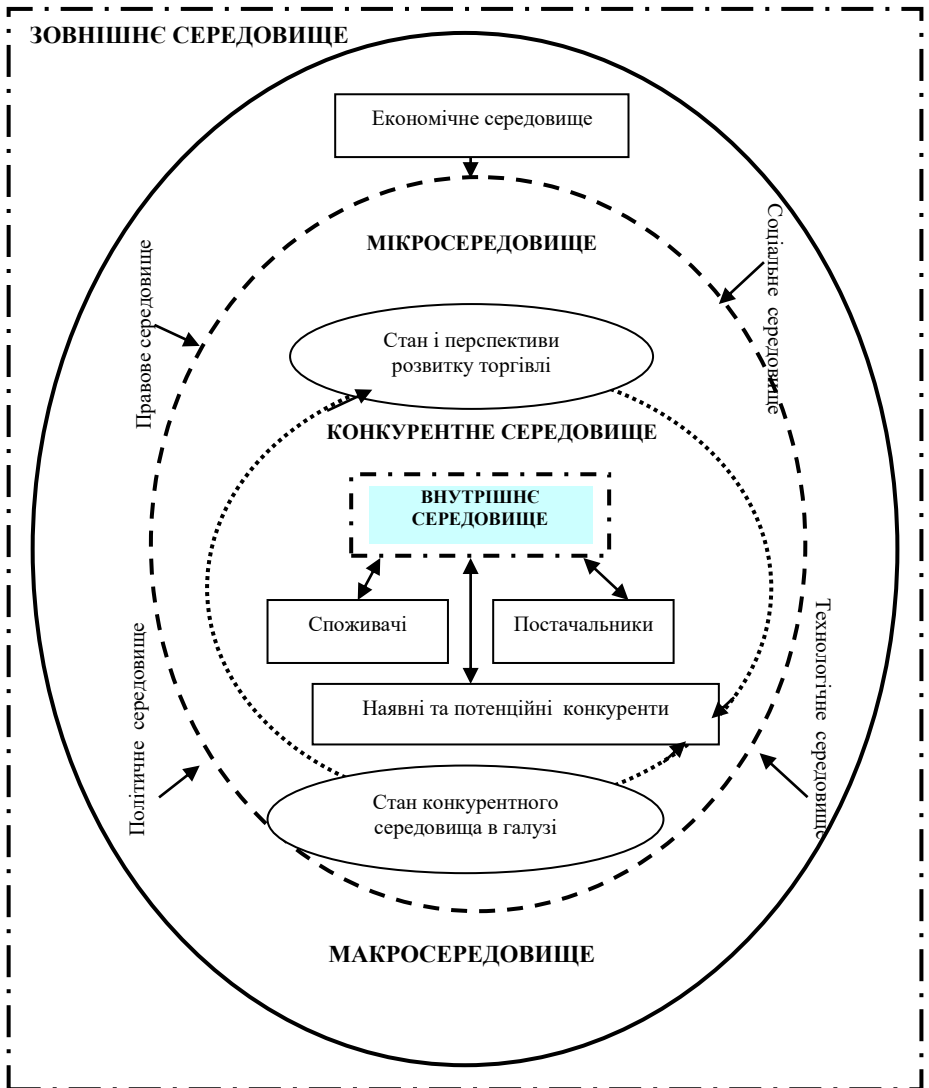 ЗОВНІШНЄ СЕРЕДОВИЩЕ
Економічне середовище
МІКРОСЕРЕДОВИЩЕ
Правове середовище
Соціальне середовище
Стан і перспективи
розвитку торгівлі
КОНКУРЕНТНЕ СЕРЕДОВИЩЕ
ВНУТРІШНЄ
СЕРЕДОВИЩЕ
Споживачі
Постачальники
Політичне середовище
Технологічне середовище
Наявні та потенційні конкуренти
Стан конкурентного
середовища в галузі
МАКРОСЕРЕДОВИЩЕ